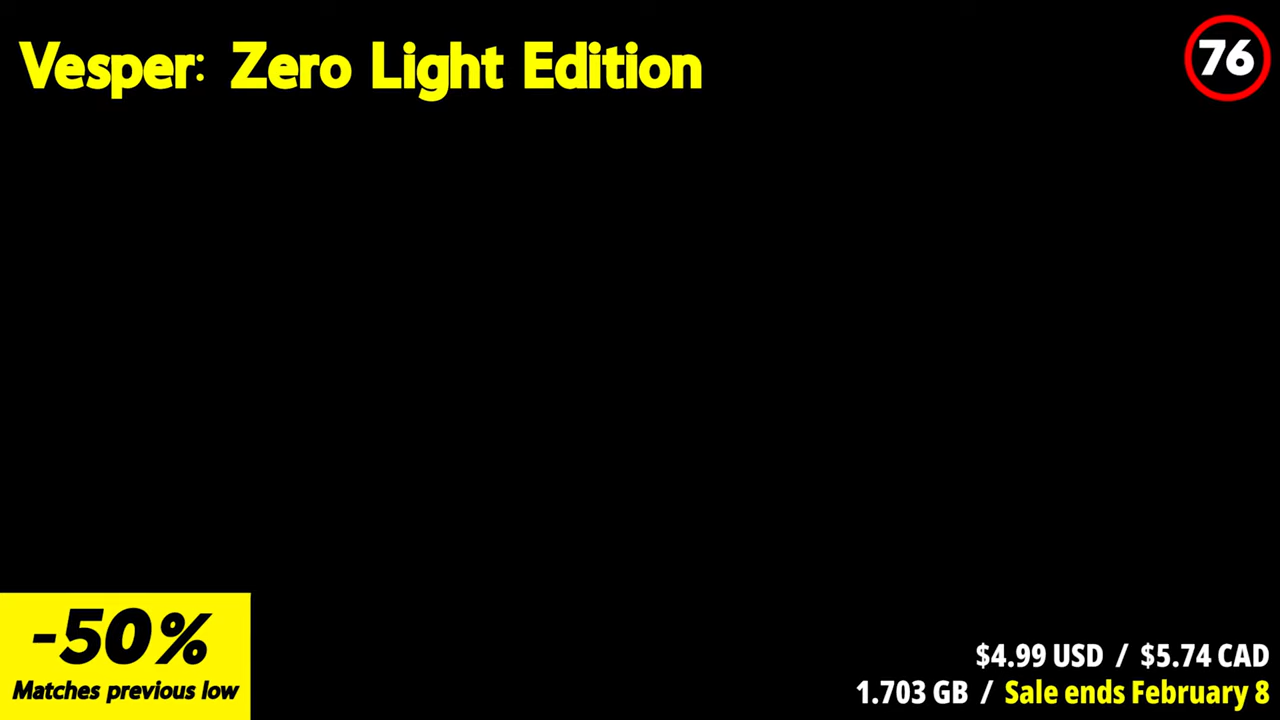 Vesper: Zero Light Edition
76
-50%
Matches previous low
$4.99 USD / $5.74 CAD
1.703 GB / Sale ends February 8